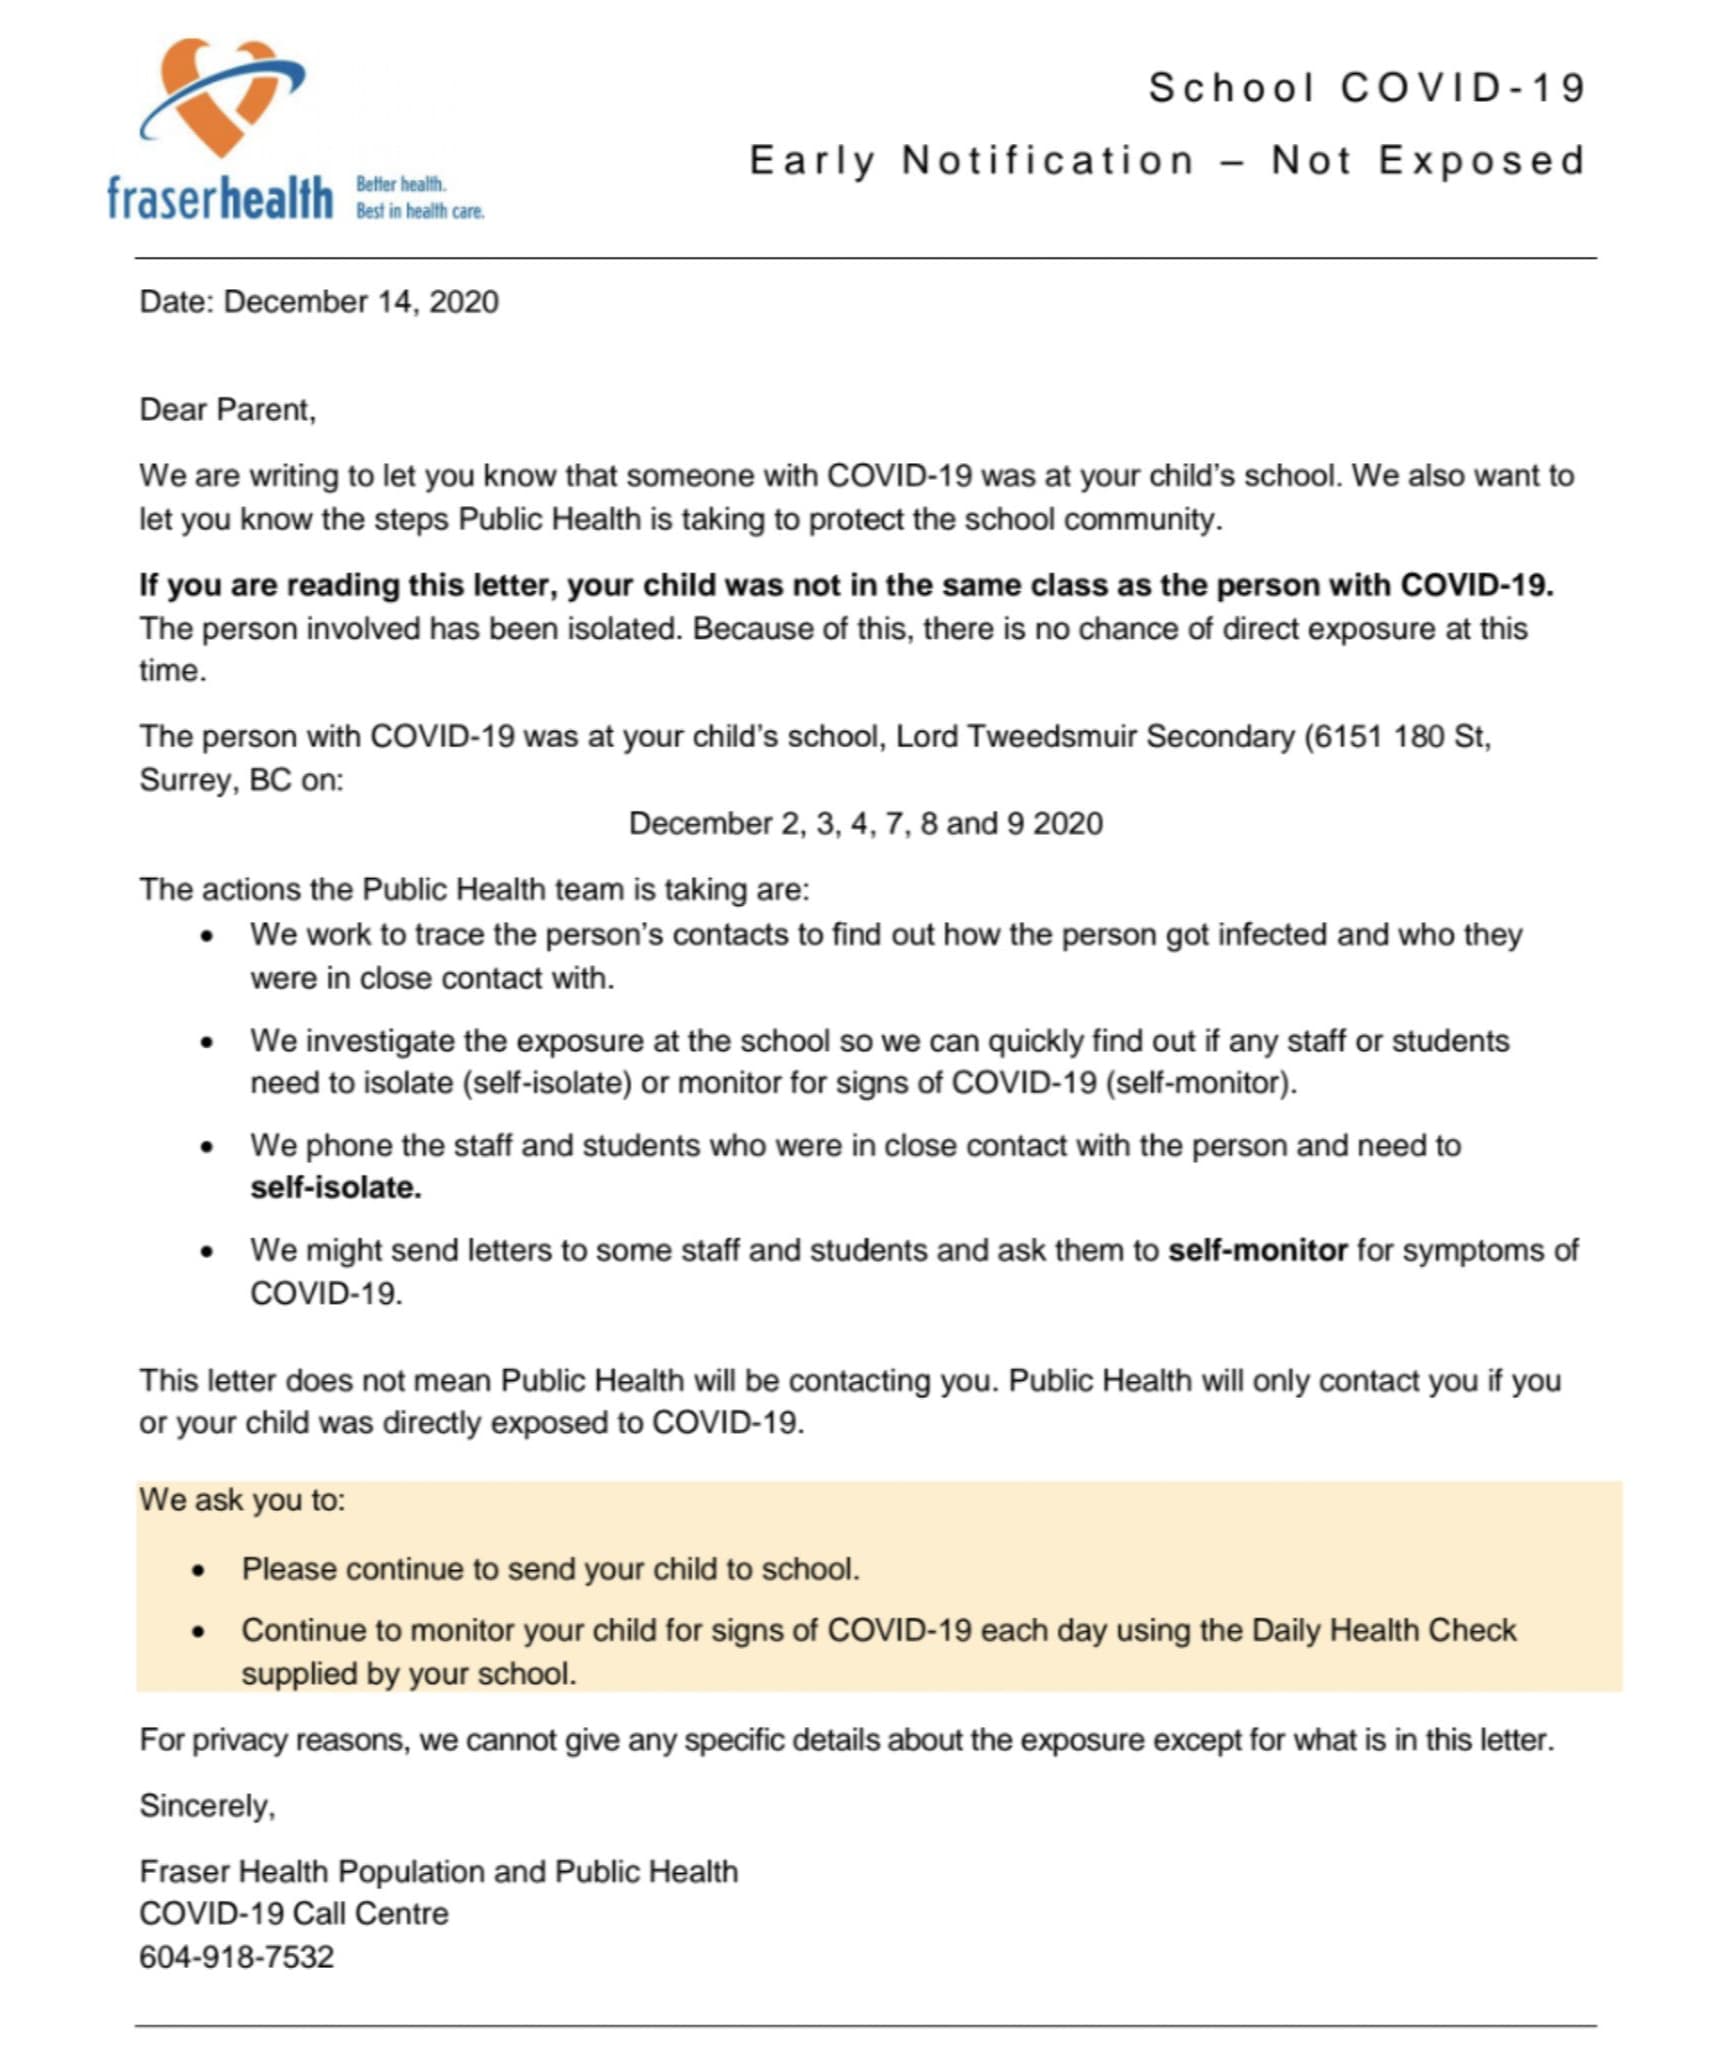 fraserhealth
Better health.
Best in health care.
School COVID-19
Early Notification – Not Exposed
Date: December 14, 2020
Dear Parent,
We are writing to let you know that someone with COVID-19 was at your child's school. We also want to
let you know the steps Public Health is taking to protect the school community.
If you are reading this letter, your child was not in the same class as the person with COVID-19.
The person involved has been isolated. Because of this, there is no chance of direct exposure at this
time.
The person with COVID-19 was at your child's school, Lord Tweedsmuir Secondary (6151 180 St,
Surrey, BC on:
December 2, 3, 4, 7, 8 and 9 2020
The actions the Public Health team is taking are:
• We work to trace the person's contacts to find out how the person got infected and who they
were in close contact with.
• We investigate the exposure at the school so we can quickly find out if any staff or students
need to isolate (self-isolate) or monitor for signs of COVID-19 (self-monitor).
• We phone the staff and students who were in close contact with the person and need to
self-isolate.
• We might send letters to some staff and students and ask them to self-monitor for symptoms of
COVID-19.
This letter does not mean Public Health will be contacting you. Public Health will only contact you if you
or your child was directly exposed to COVID-19.
We ask you to:
• Please continue to send your child to school.
• Continue to monitor your child for signs of COVID-19 each day using the Daily Health Check
supplied by your school.
For privacy reasons, we cannot give any specific details about the exposure except for what is in this letter.
Sincerely,
Fraser Health Population and Public Health
COVID-19 Call Centre
604-918-7532